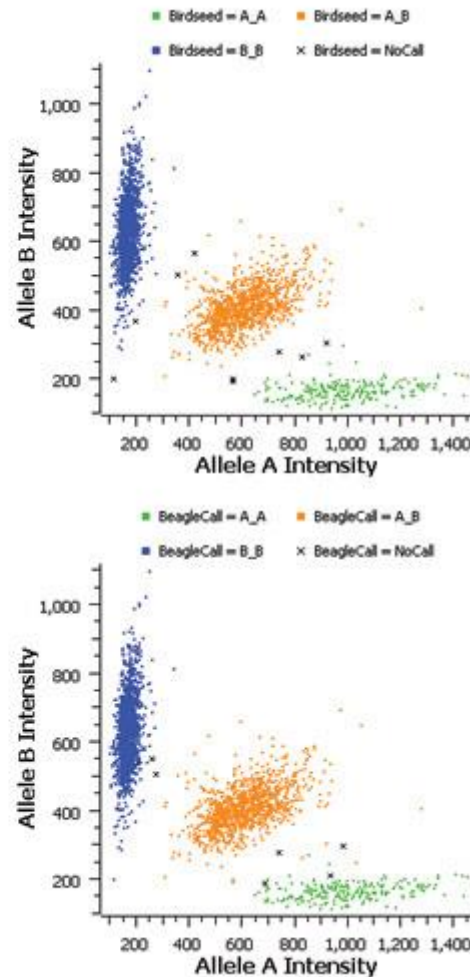 Birdseed = A_A Birdseed = A_B
Birdseed = B_B × Birdseed = NoCall
1,000
800
600
400
200
Allele B Intensity
200 400 600 800 1,000 1,200 1,400
Allele A Intensity
BeagleCall = A_A BeagleCall = A_B
BeagleCall = B_B × BeagleCall = NoCall
1,000
800
600
400
200
Allele B Intensity
200 400 600 800 1,000 1,200 1,400
Allele A Intensity